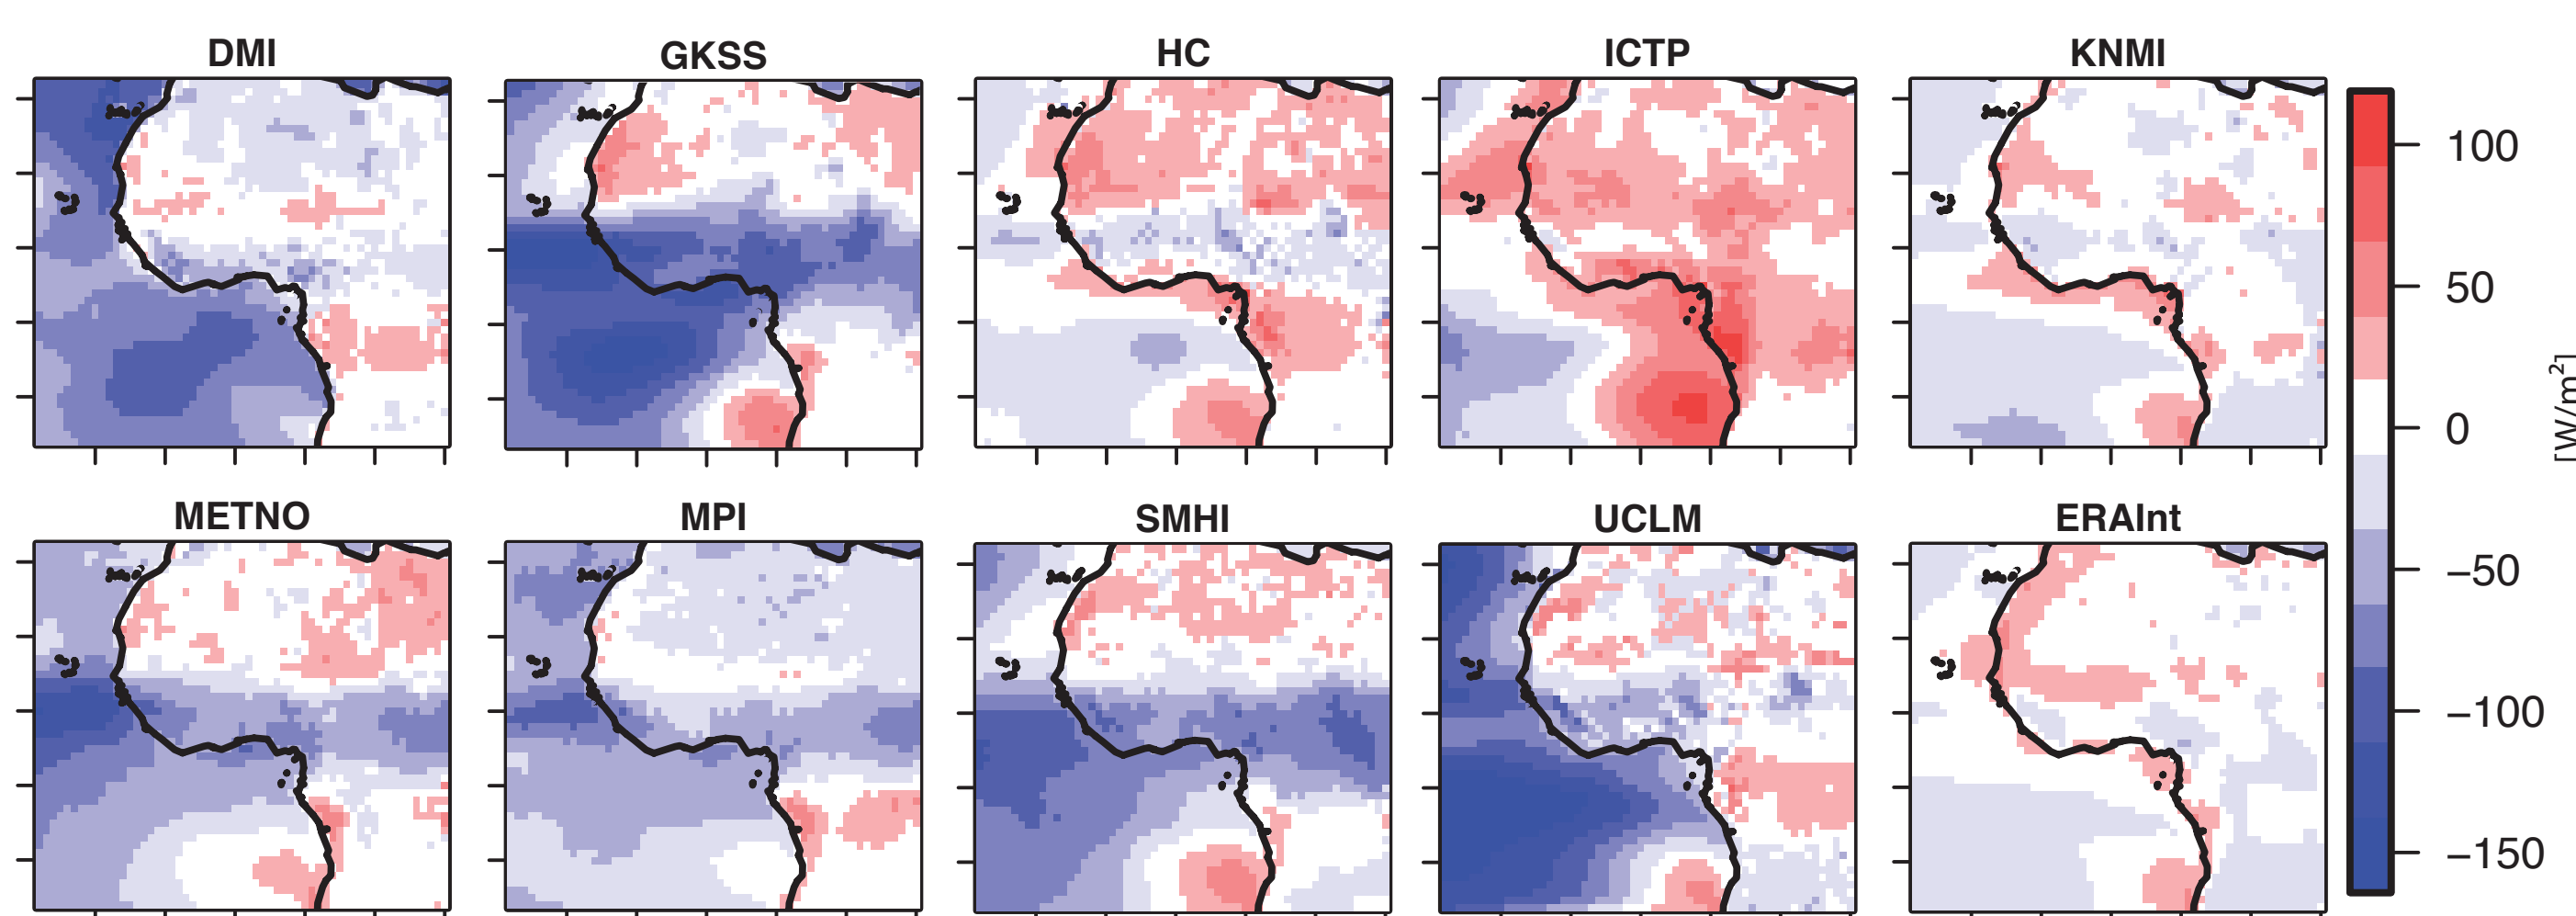 DMI
GKSS
HC
ICTP
KNMI
METNO
MPI
SMHI
UCLM
ERAInt
100
50
0
−50
−100
−150
[W/m²]